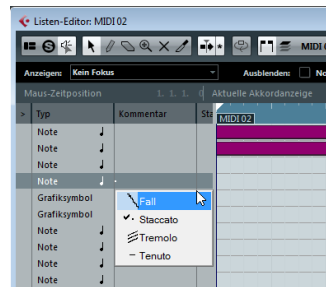 Listen-Editor: MIDI 02
MIDI
Anzeigen: Kein Fokus Ausblenden: No
Maus-Zeitposition 1. 1. 1. Aktuelle Akkordanzeige
> Typ Kommentar Sta
MIDI 02
Note
Note
Note
Note
Grafiksymbol
Grafiksymbol
Note
Note
Note
Note
Fall
Staccato
Tremolo
Tenuto